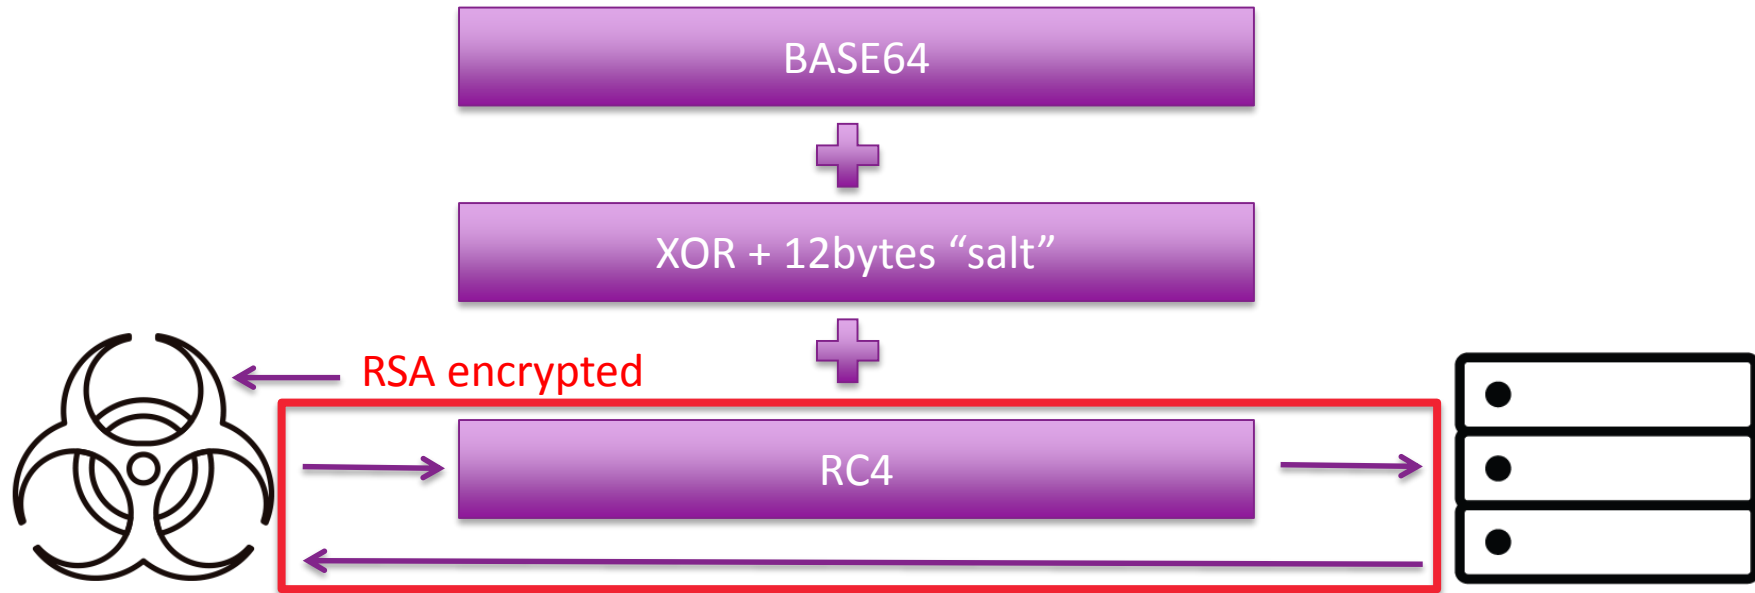 BASE64
XOR + 12bytes “salt”
RSA encrypted
RC4